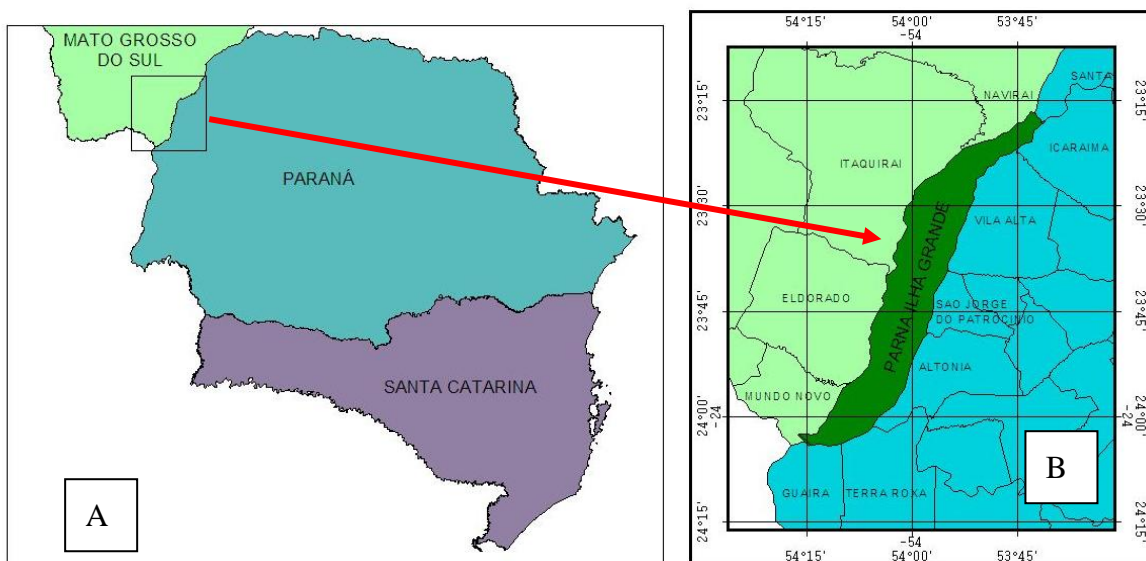 MATO GROSSO
DO SUL
PARANÁ
SANTA CATARINA
A
54°15'
54°00'
53°45'
-54
23°15'
23°30'
23°45'
24°00'
-24
24°15'
SANTA
NAVIRAI
ICARAIMA
ITAQUIRAI
VILA ALTA
PARNA ILHA GRANDE
ELDORADO
SAO JORGE
DO PATROCINIO
ALTONIA
MUNDO NOVO
B
GUAIRA
TERRA ROXA
23°15'
23°30'
23°45'
24°00'
-24
24°15'
-54
54°15'
54°00'
53°45'